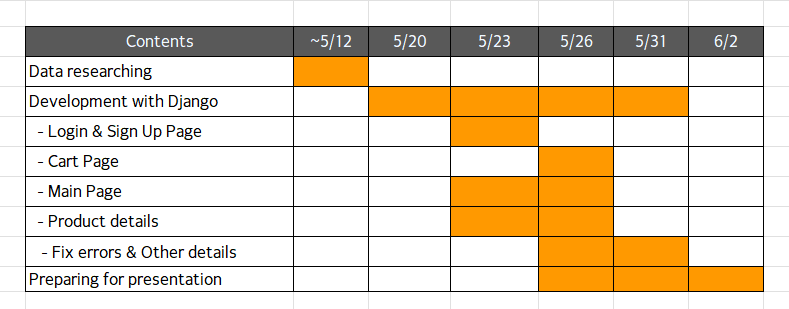 Contents ~5/12 5/20 5/23 5/26 5/31 6/2
Data researching
Development with Django
- Login & Sign Up Page
- Cart Page
- Main Page
- Product details
- Fix errors & Other details
Preparing for presentation